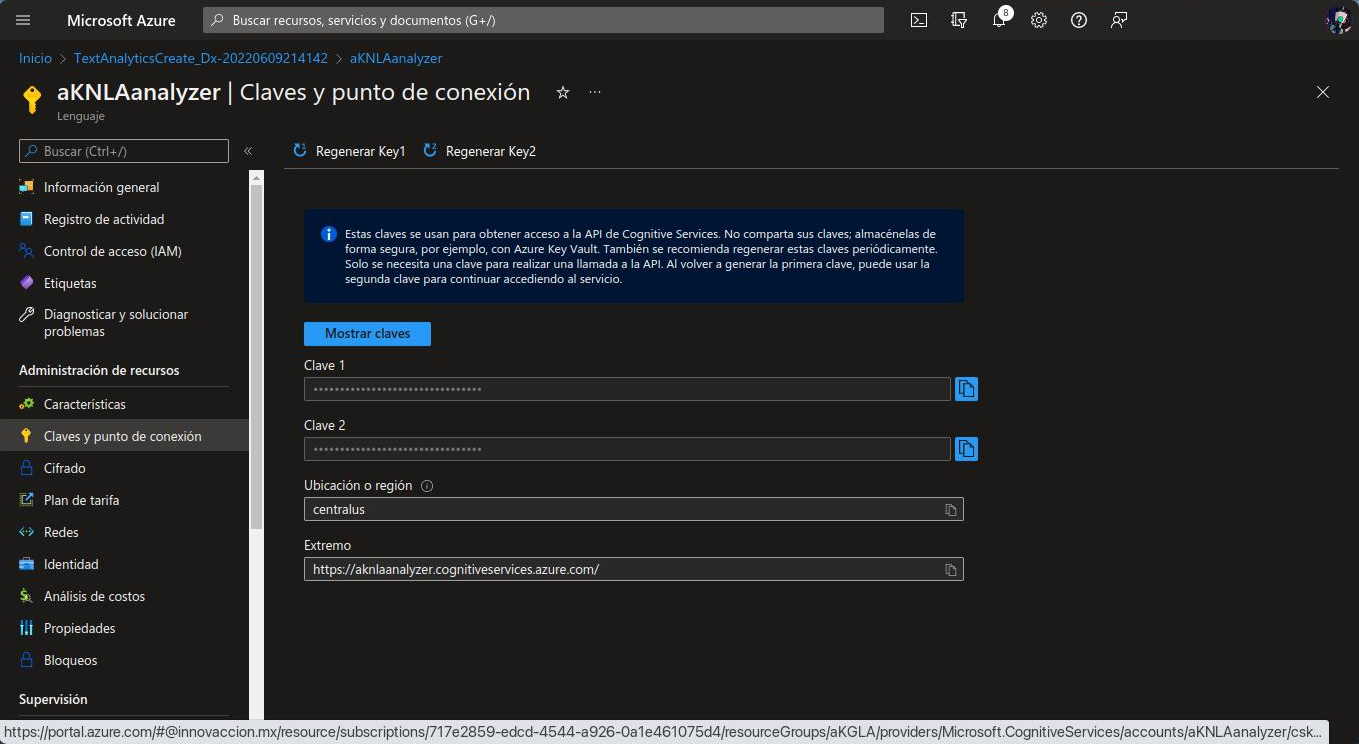 Microsoft Azure
Buscar recursos, servicios y documentos (G+/)
8
Inicio > TextAnalyticsCreate_Dx-20220609214142 > aKNLAanalyzer
aKNLAanalyzer | Claves y punto de conexión
Lenguaje
Buscar (Ctrl+/)
Información general
Registro de actividad
Control de acceso (IAM)
Etiquetas
Diagnosticar y solucionar
problemas
Administración de recursos
Características
Claves y punto de conexión
Cifrado
Plan de tarifa
Redes
Identidad
Análisis de costos
Propiedades
Bloqueos
Supervisión
Regenerar Key1
Regenerar Key2
Estas claves se usan para obtener acceso a la API de Cognitive Services. No comparta sus claves; almacénelas de
forma segura, por ejemplo, con Azure Key Vault. También se recomienda regenerar estas claves periódicamente.
Solo se necesita una clave para realizar una llamada a la API. Al volver a generar la primera clave, puede usar la
segunda clave para continuar accediendo al servicio.
Mostrar claves
Clave 1
••••••••••••••••••••••••••••••••
Clave 2
••••••••••••••••••••••••••••••••
Ubicación o región
centralus
Extremo
https://aknlaanalyzer.cognitiveservices.azure.com/
https://portal.azure.com/#@innovaccion.mx/resource/subscriptions/717e2859-edcd-4544-a926-0a1e461075d4/resourceGroups/aKGLA/providers/Microsoft.CognitiveServices/accounts/aKNLAanalyzer/csk...